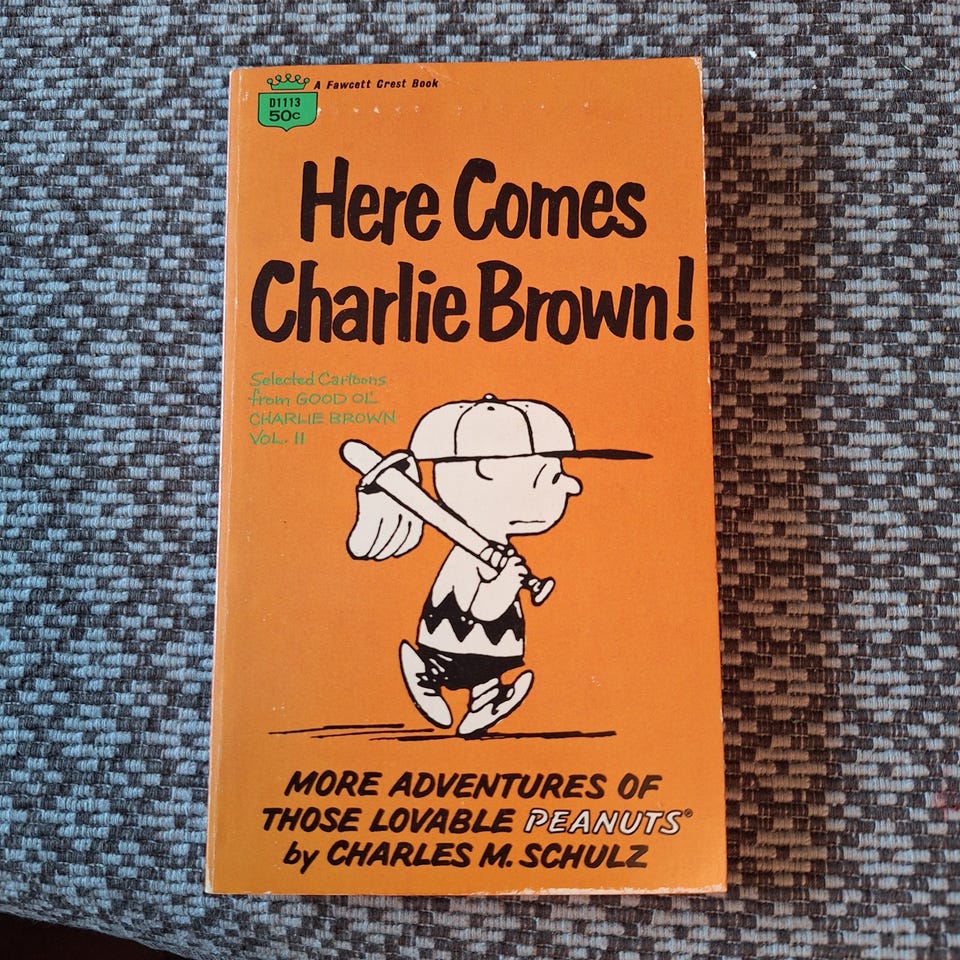 A Fawcett Crest Book
D1113
50c
Here Comes
Charlie Brown!
Selected Cartoons
from GOOD OL'
CHARLIE BROWN
VOL. II
MORE ADVENTURES OF
THOSE LOVABLE PEANUTS®
by CHARLES M. SCHULZ